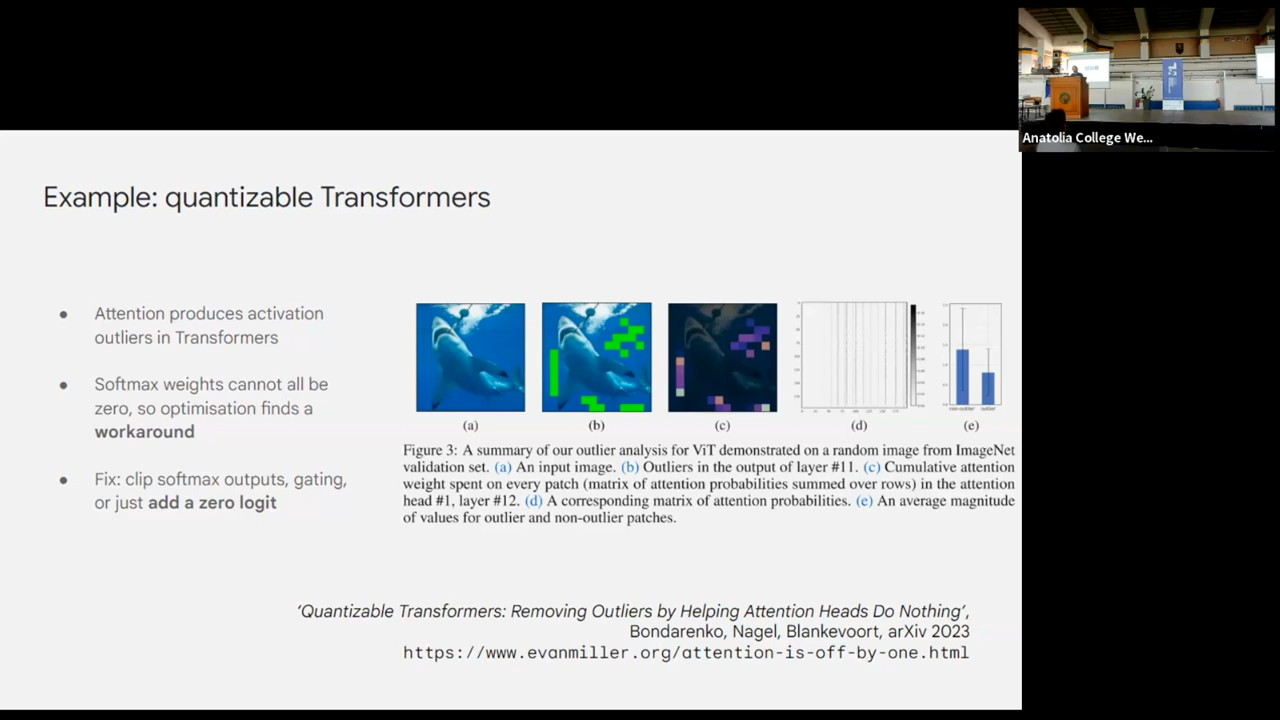 Anatolia College We...
Example: quantizable Transformers
● Attention produces activation
outliers in Transformers
● Softmax weights cannot all be
zero, so optimisation finds a
workaround
● Fix: clip softmax outputs, gating,
or just add a zero logit
(a) (b) (c) (d) (e)
Figure 3: A summary of our outlier analysis for ViT demonstrated on a random image from ImageNet
validation set. (a) An input image. (b) Outliers in the output of layer #11. (c) Cumulative attention
weight spent on every patch (matrix of attention probabilities summed over rows) in the attention
head #1, layer #12. (d) A corresponding matrix of attention probabilities. (e) An average magnitude
of values for outlier and non-outlier patches.
'Quantizable Transformers: Removing Outliers by Helping Attention Heads Do Nothing',
Bondarenko, Nagel, Blankevoort, arXiv 2023
https://www.evanmiller.org/attention-is-off-by-one.html